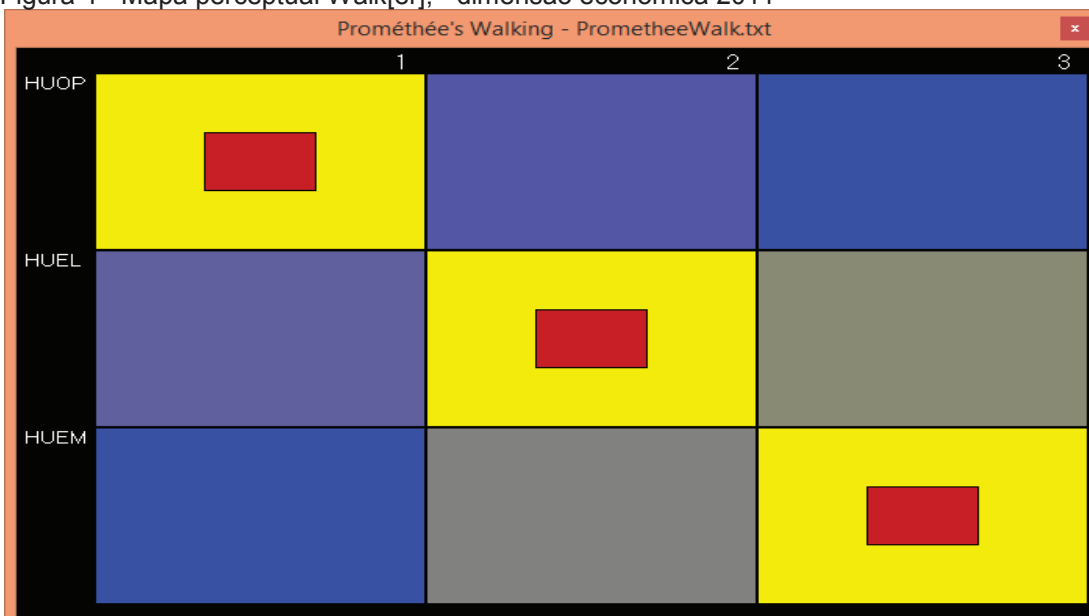 Prométhée's Walking - PrometheeWalk.txt
x
1 2 3
HUOP
HUEL
HUEM